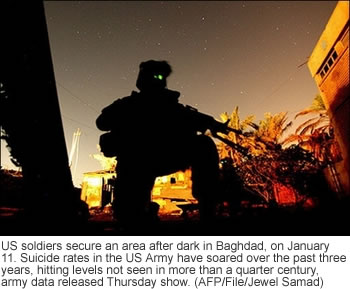 US soldiers secure an area after dark in Baghdad, on January
11. Suicide rates in the US Army have soared over the past three
years, hitting levels not seen in more than a quarter century,
army data released Thursday show. (AFP/File/Jewel Samad)